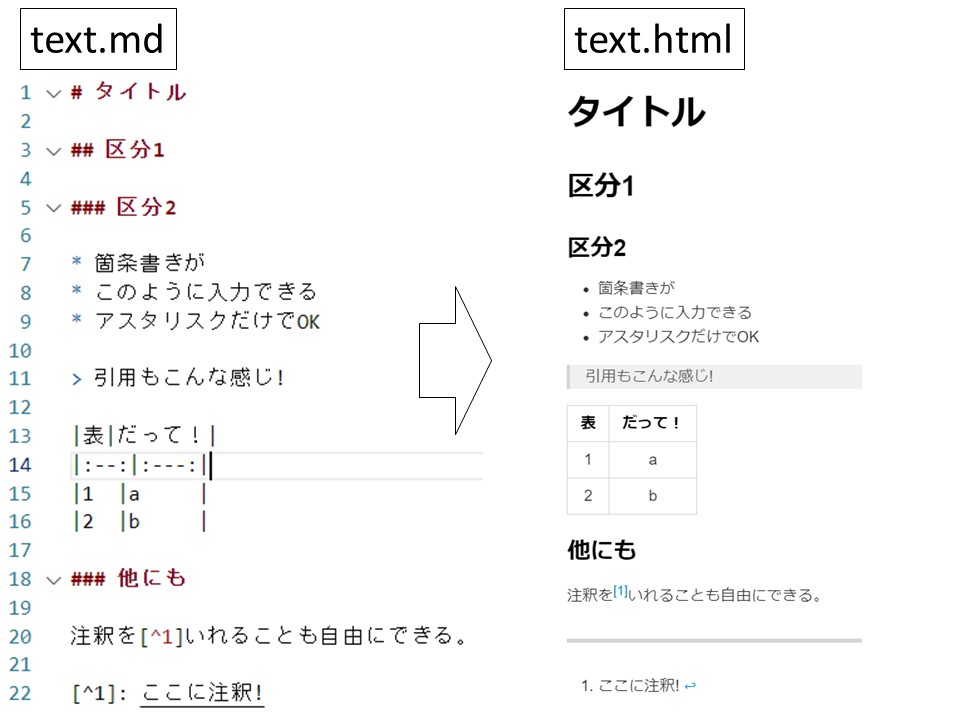 text.md
1 # タイトル
2
3 ## 区分1
4
5 ### 区分2
6
7 * 箇条書きが
8 * このように入力できる
9 * アスタリスクだけでOK
10
11 > 引用もこんな感じ!
12
13 |表|だって！|
14 |:--:|:---:|
15 |1 |a |
16 |2 |b |
17
18 ### 他にも
19
20 注釈を[^1]いれることも自由にできる。
21
22 [^1]: ここに注釈!
text.html
タイトル
区分1
区分2
• 箇条書きが
• このように入力できる
• アスタリスクだけでOK
引用もこんな感じ!
表 だって！
1 a
2 b
他にも
注釈を[1]いれることも自由にできる。
1. ここに注釈! ↩